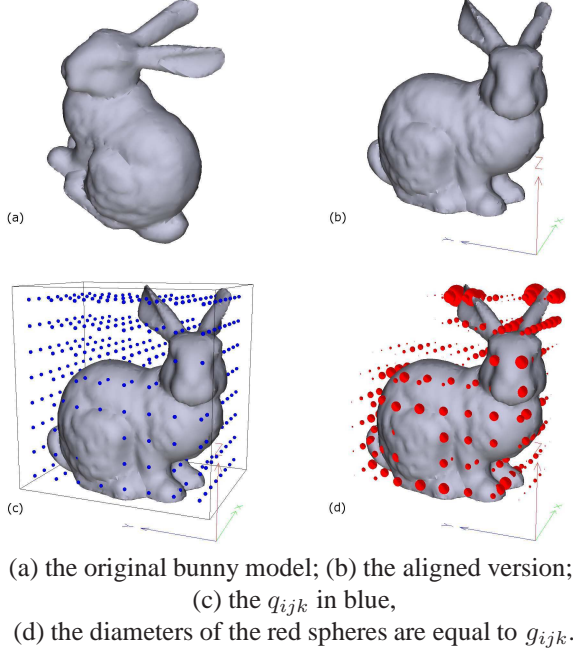 (a)
(b)
Z
Y
X
(c)
Z
Y
X
(d)
Z
Y
X
(a) the original bunny model; (b) the aligned version;
(c) the q_{ijk} in blue,
(d) the diameters of the red spheres are equal to g_{ijk}.